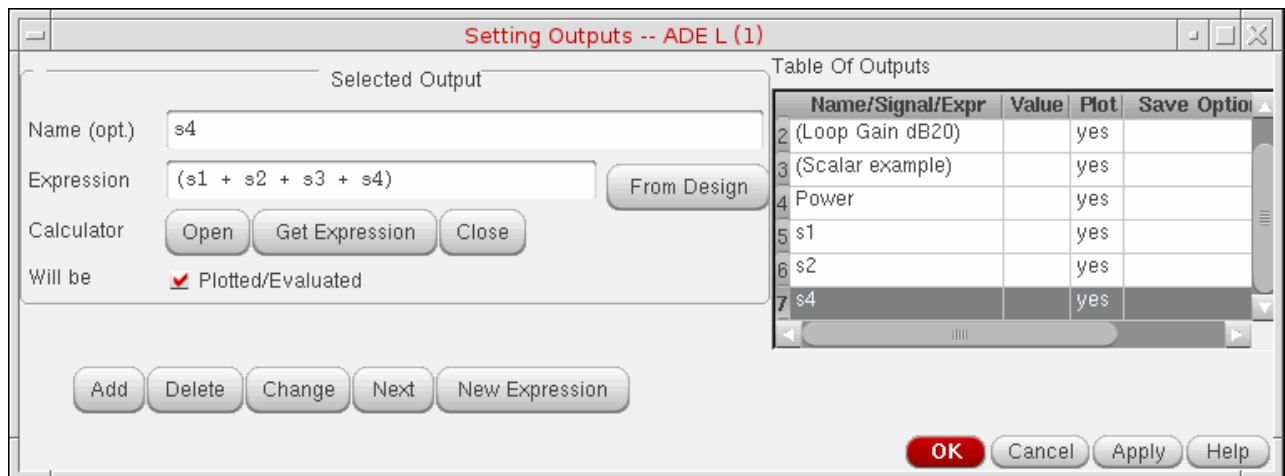 Setting Outputs -- ADE L (1)
Selected Output
Name (opt.) s4
Expression (s1 + s2 + s3 + s4) From Design
Calculator Open Get Expression Close
Will be Plotted/Evaluated
Add Delete Change Next New Expression
Table Of Outputs
Name/Signal/Expr Value Plot Save Optio
2 (Loop Gain dB20) yes
3 (Scalar example) yes
4 Power yes
5 s1 yes
6 s2 yes
7 s4 yes
OK Cancel Apply Help